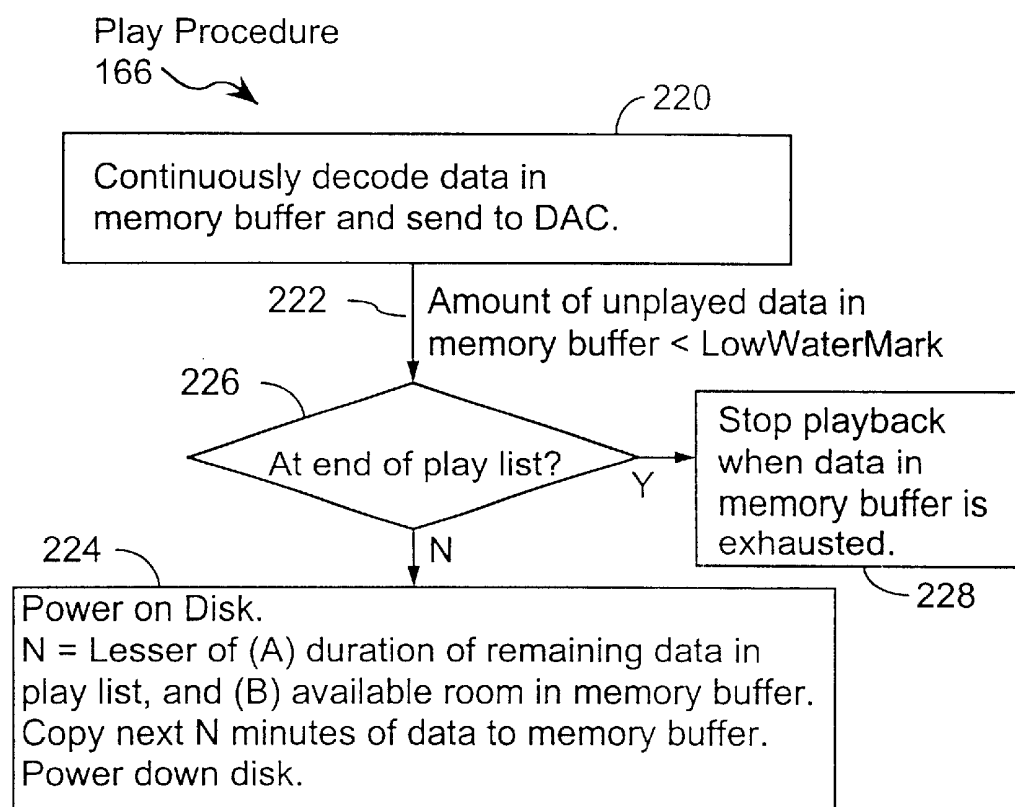 Play Procedure
166
220
Continuously decode data in
memory buffer and send to DAC.
222
Amount of unplayed data in
memory buffer < LowWaterMark
226
At end of play list?
Y
Stop playback
when data in
memory buffer is
exhausted.
228
N
224
Power on Disk.
N = Lesser of (A) duration of remaining data in
play list, and (B) available room in memory buffer.
Copy next N minutes of data to memory buffer.
Power down disk.